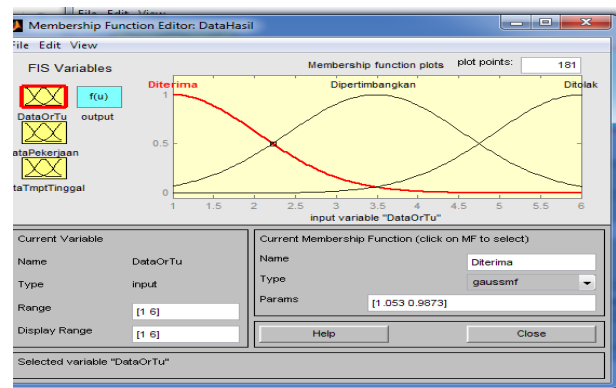 File Edit View
Membership Function Editor: DataHasil
File Edit View
FIS Variables
Membership function plots
plot points:
181
f(u)
DataOrTu
output
ataPekerjaan
taTmptTinggal
Diterima
Dipertimbangkan
Ditolak
1
0.5
0
1 1.5 2 2.5 3 3.5 4 4.5 5 5.5 6
input variable "DataOrTu"
Current Variable
Name DataOrTu
Type input
Range [1 6]
Display Range [1 6]
Current Membership Function (click on MF to select)
Name Diterima
Type gaussmf
Params [1.053 0.9873]
Help
Close
Selected variable "DataOrTu"